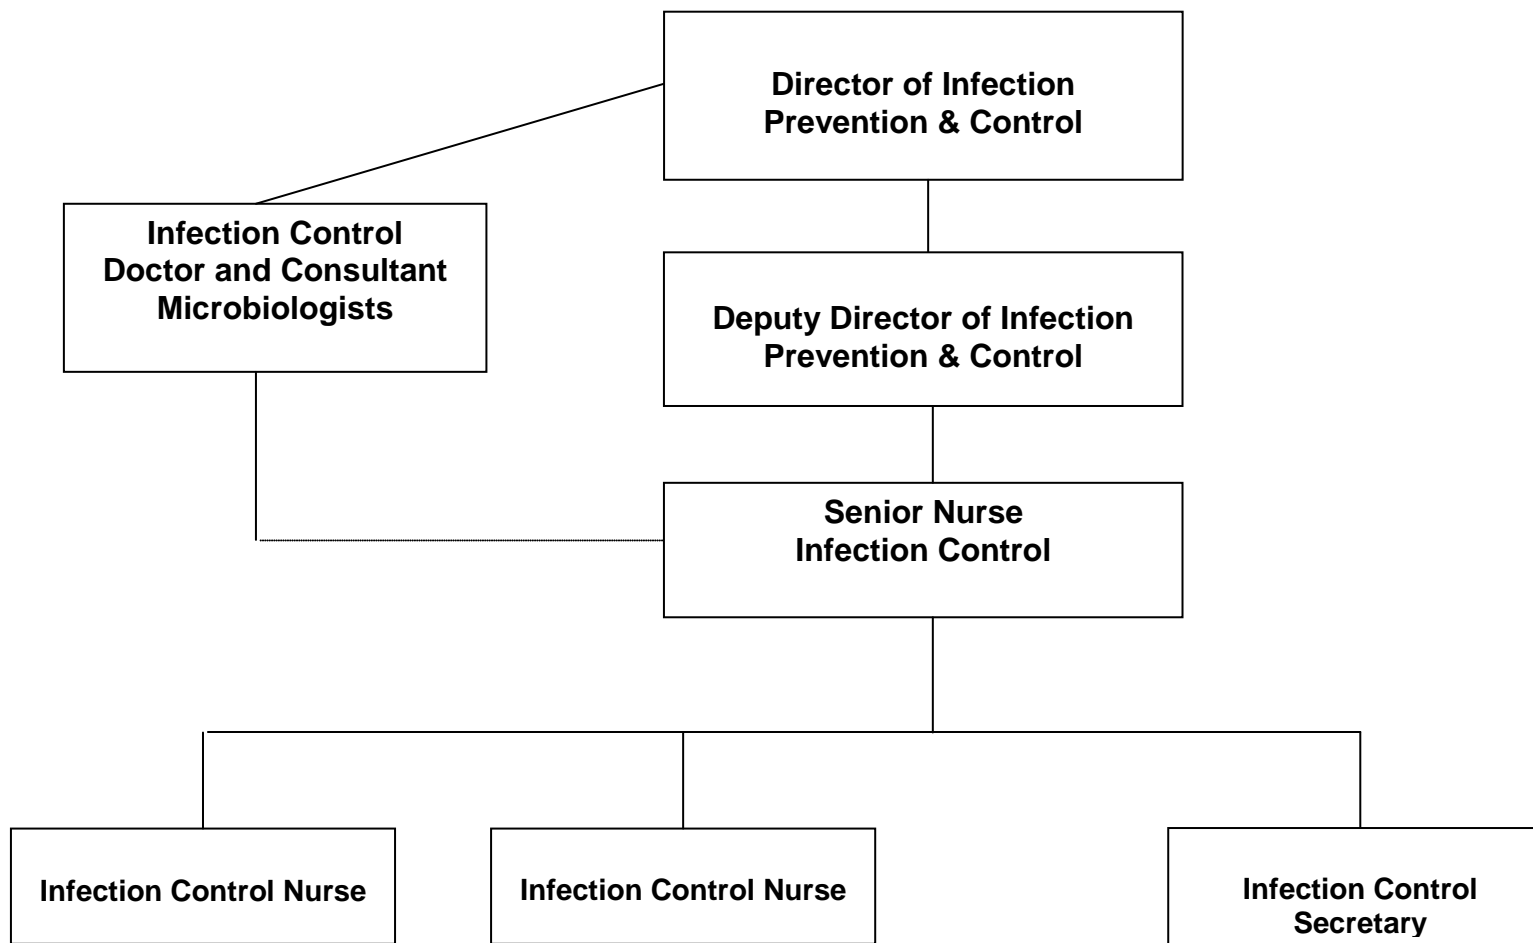 Director of Infection
Prevention & Control
Infection Control
Doctor and Consultant
Microbiologists
Deputy Director of Infection
Prevention & Control
Senior Nurse
Infection Control
Infection Control Nurse
Infection Control Nurse
Infection Control
Secretary